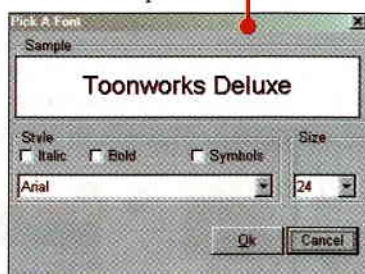 Pick A Font
Sample
Toonworks Deluxe
Style
Size
Italic Bold Symbols
Arial
24
Ok Cancel